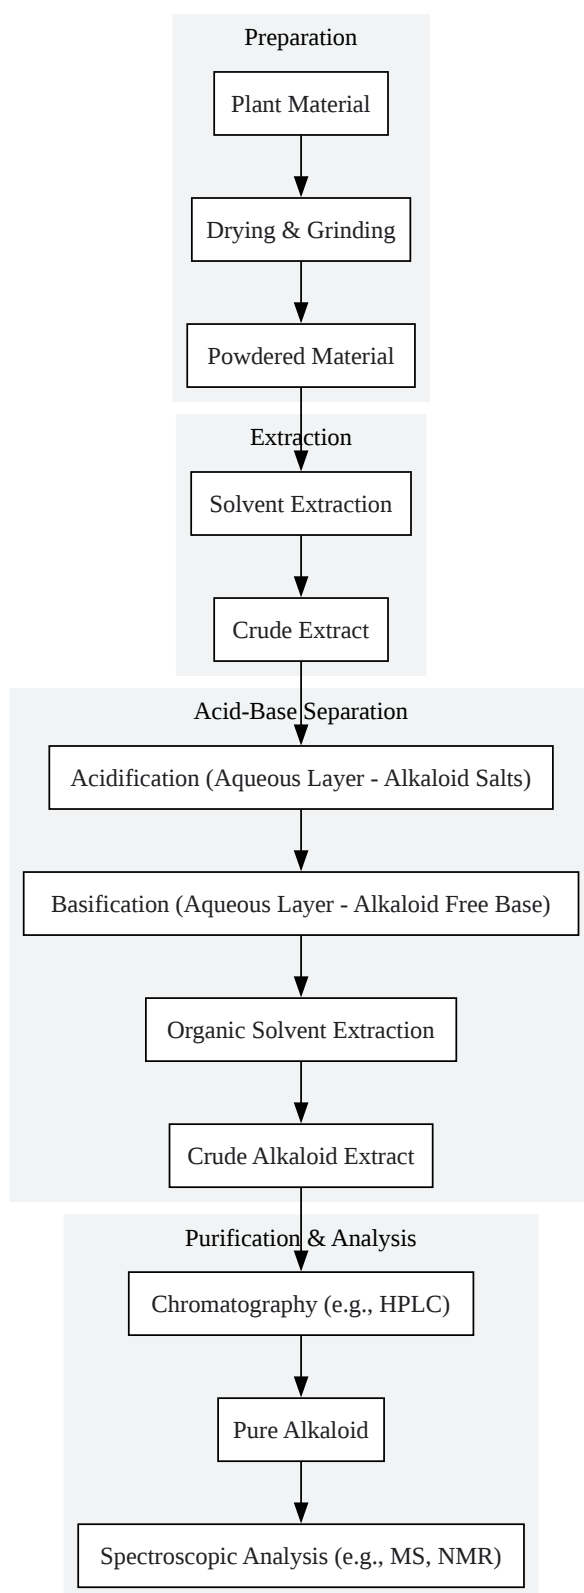 Preparation
Plant Material
Drying & Grinding
Powdered Material
Extraction
Solvent Extraction
Crude Extract
Acid-Base Separation
Acidification (Aqueous Layer - Alkaloid Salts)
Basification (Aqueous Layer - Alkaloid Free Base)
Organic Solvent Extraction
Crude Alkaloid Extract
Purification & Analysis
Chromatography (e.g., HPLC)
Pure Alkaloid
Spectroscopic Analysis (e.g., MS, NMR)